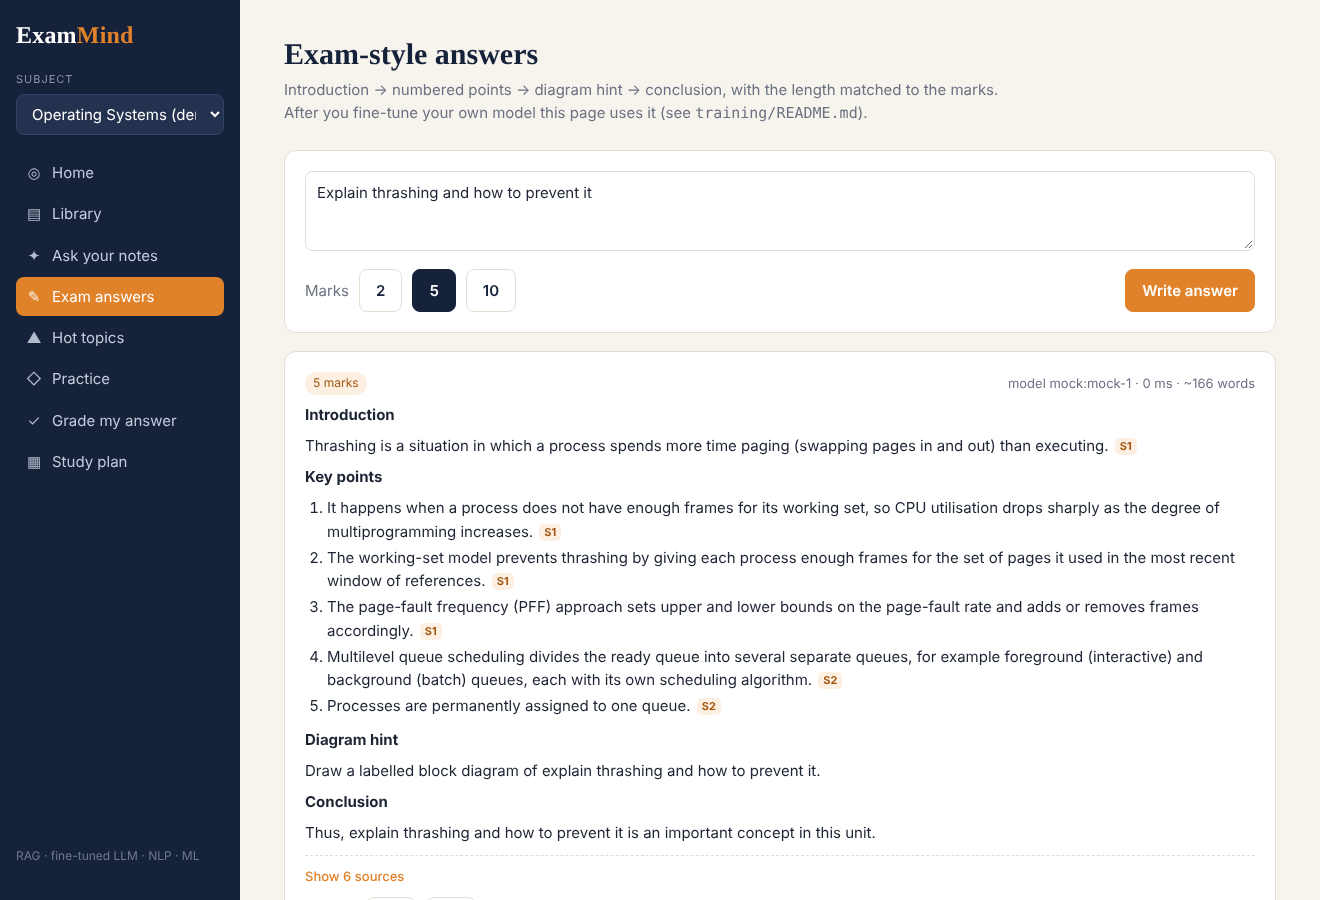 ExamMind
SUBJECT
Operating Systems (de
Home
Library
Ask your notes
Exam answers
Hot topics
Practice
Grade my answer
Study plan
RAG · fine-tuned LLM · NLP · ML
Exam-style answers
Introduction → numbered points → diagram hint → conclusion, with the length matched to the marks.
After you fine-tune your own model this page uses it (see training/README.md).
Explain thrashing and how to prevent it
Marks 2 5 10 Write answer
5 marks model mock:mock-1 · 0 ms · ~166 words
Introduction
Thrashing is a situation in which a process spends more time paging (swapping pages in and out) than executing. S1
Key points
1. It happens when a process does not have enough frames for its working set, so CPU utilisation drops sharply as the degree of
multiprogramming increases. S1
2. The working-set model prevents thrashing by giving each process enough frames for the set of pages it used in the most recent
window of references. S1
3. The page-fault frequency (PFF) approach sets upper and lower bounds on the page-fault rate and adds or removes frames
accordingly. S1
4. Multilevel queue scheduling divides the ready queue into several separate queues, for example foreground (interactive) and
background (batch) queues, each with its own scheduling algorithm. S2
5. Processes are permanently assigned to one queue. S2
Diagram hint
Draw a labelled block diagram of explain thrashing and how to prevent it.
Conclusion
Thus, explain thrashing and how to prevent it is an important concept in this unit.
Show 6 sources